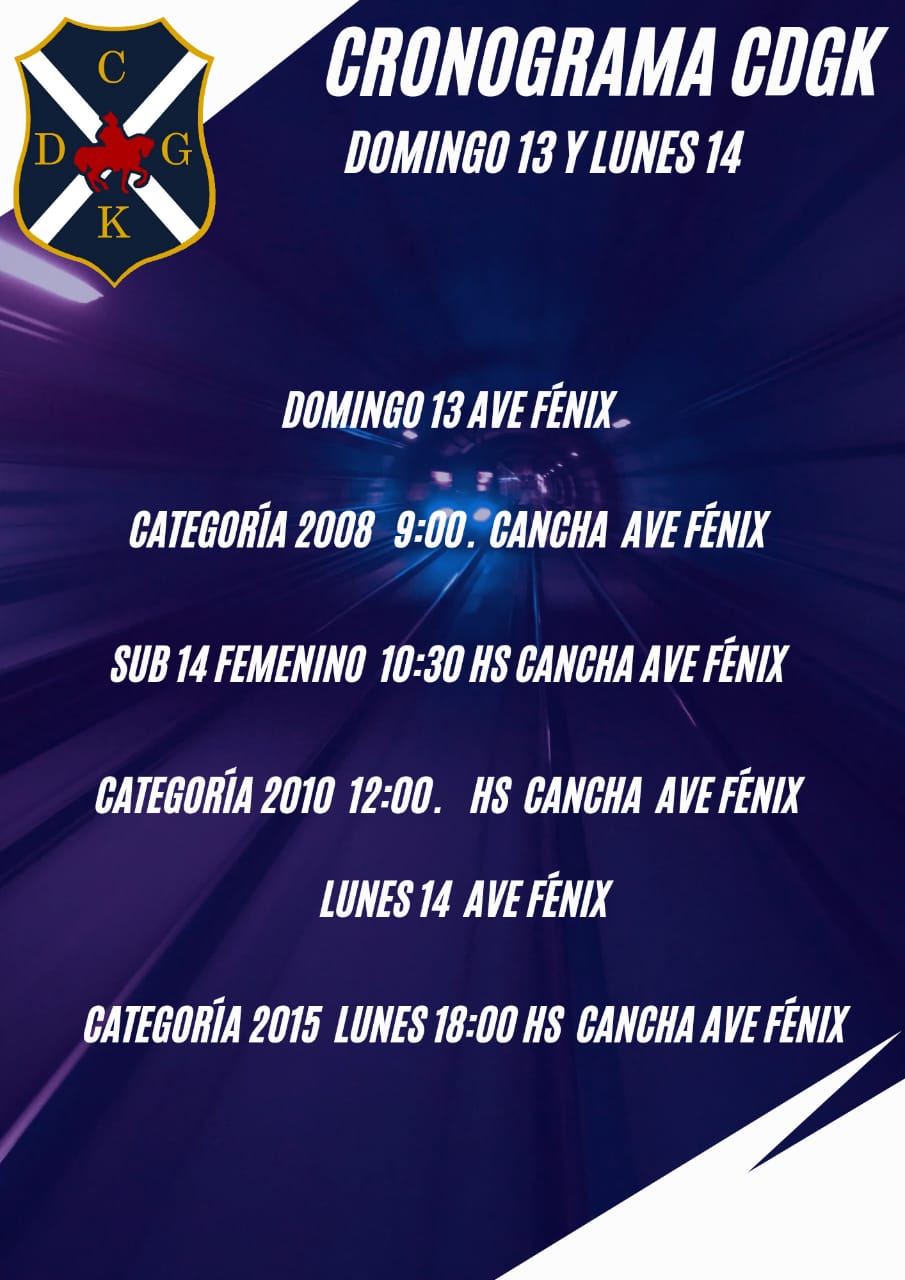 C
D G
K
CRONOGRAMA CDGK
DOMINGO 13 Y LUNES 14
DOMINGO 13 AVE FÉNIX
CATEGORÍA 2008 9:00. CANCHA AVE FÉNIX
SUB 14 FEMENINO 10:30 HS CANCHA AVE FÉNIX
CATEGORÍA 2010 12:00. HS CANCHA AVE FÉNIX
LUNES 14 AVE FÉNIX
CATEGORÍA 2015 LUNES 18:00 HS CANCHA AVE FÉNIX